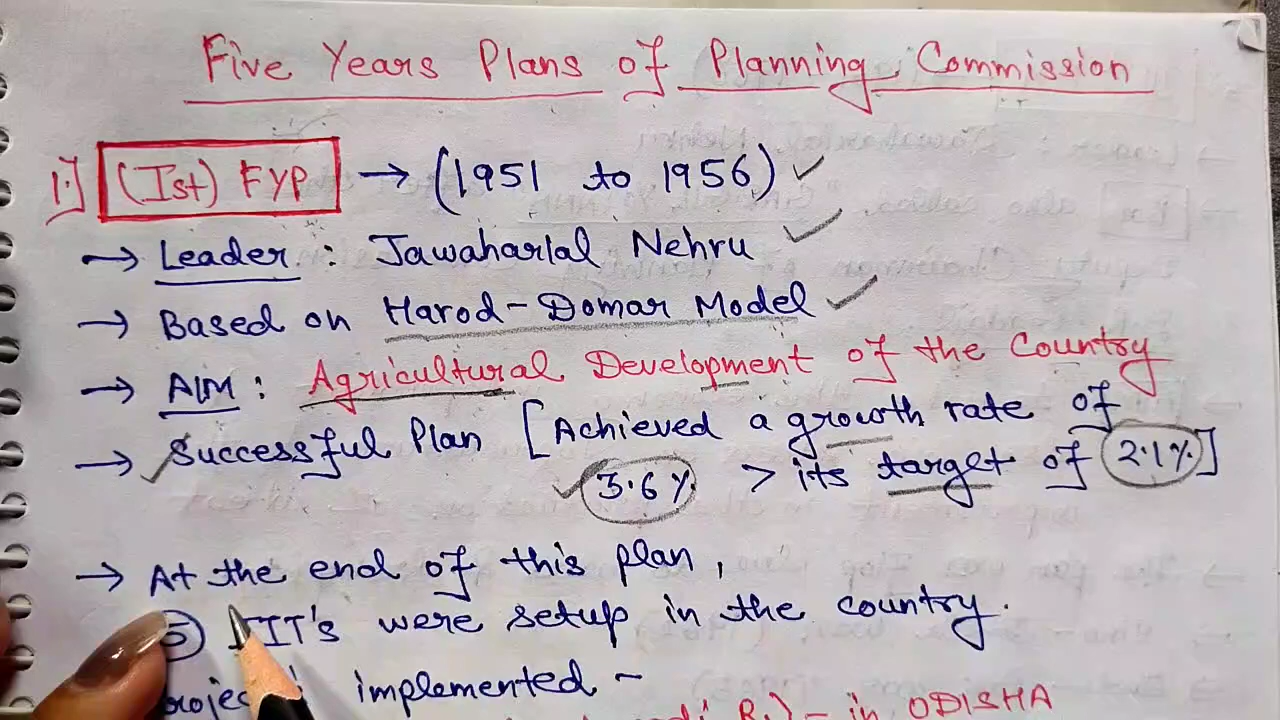 Five Years Plans of Planning Commission
1.] (Ist) FYP → (1951 to 1956) ✓
→ Leader : Jawaharlal Nehru ✓
→ Based on Harod-Domar Model ✓
→ AIM : Agricultural Development of the Country
→ Successful Plan [Achieved a growth rate of
✓ 3.6% > its target of 2.1%]
→ At the end of this plan,
5 IIT's were setup in the country.
implemented -
- in ODISHA